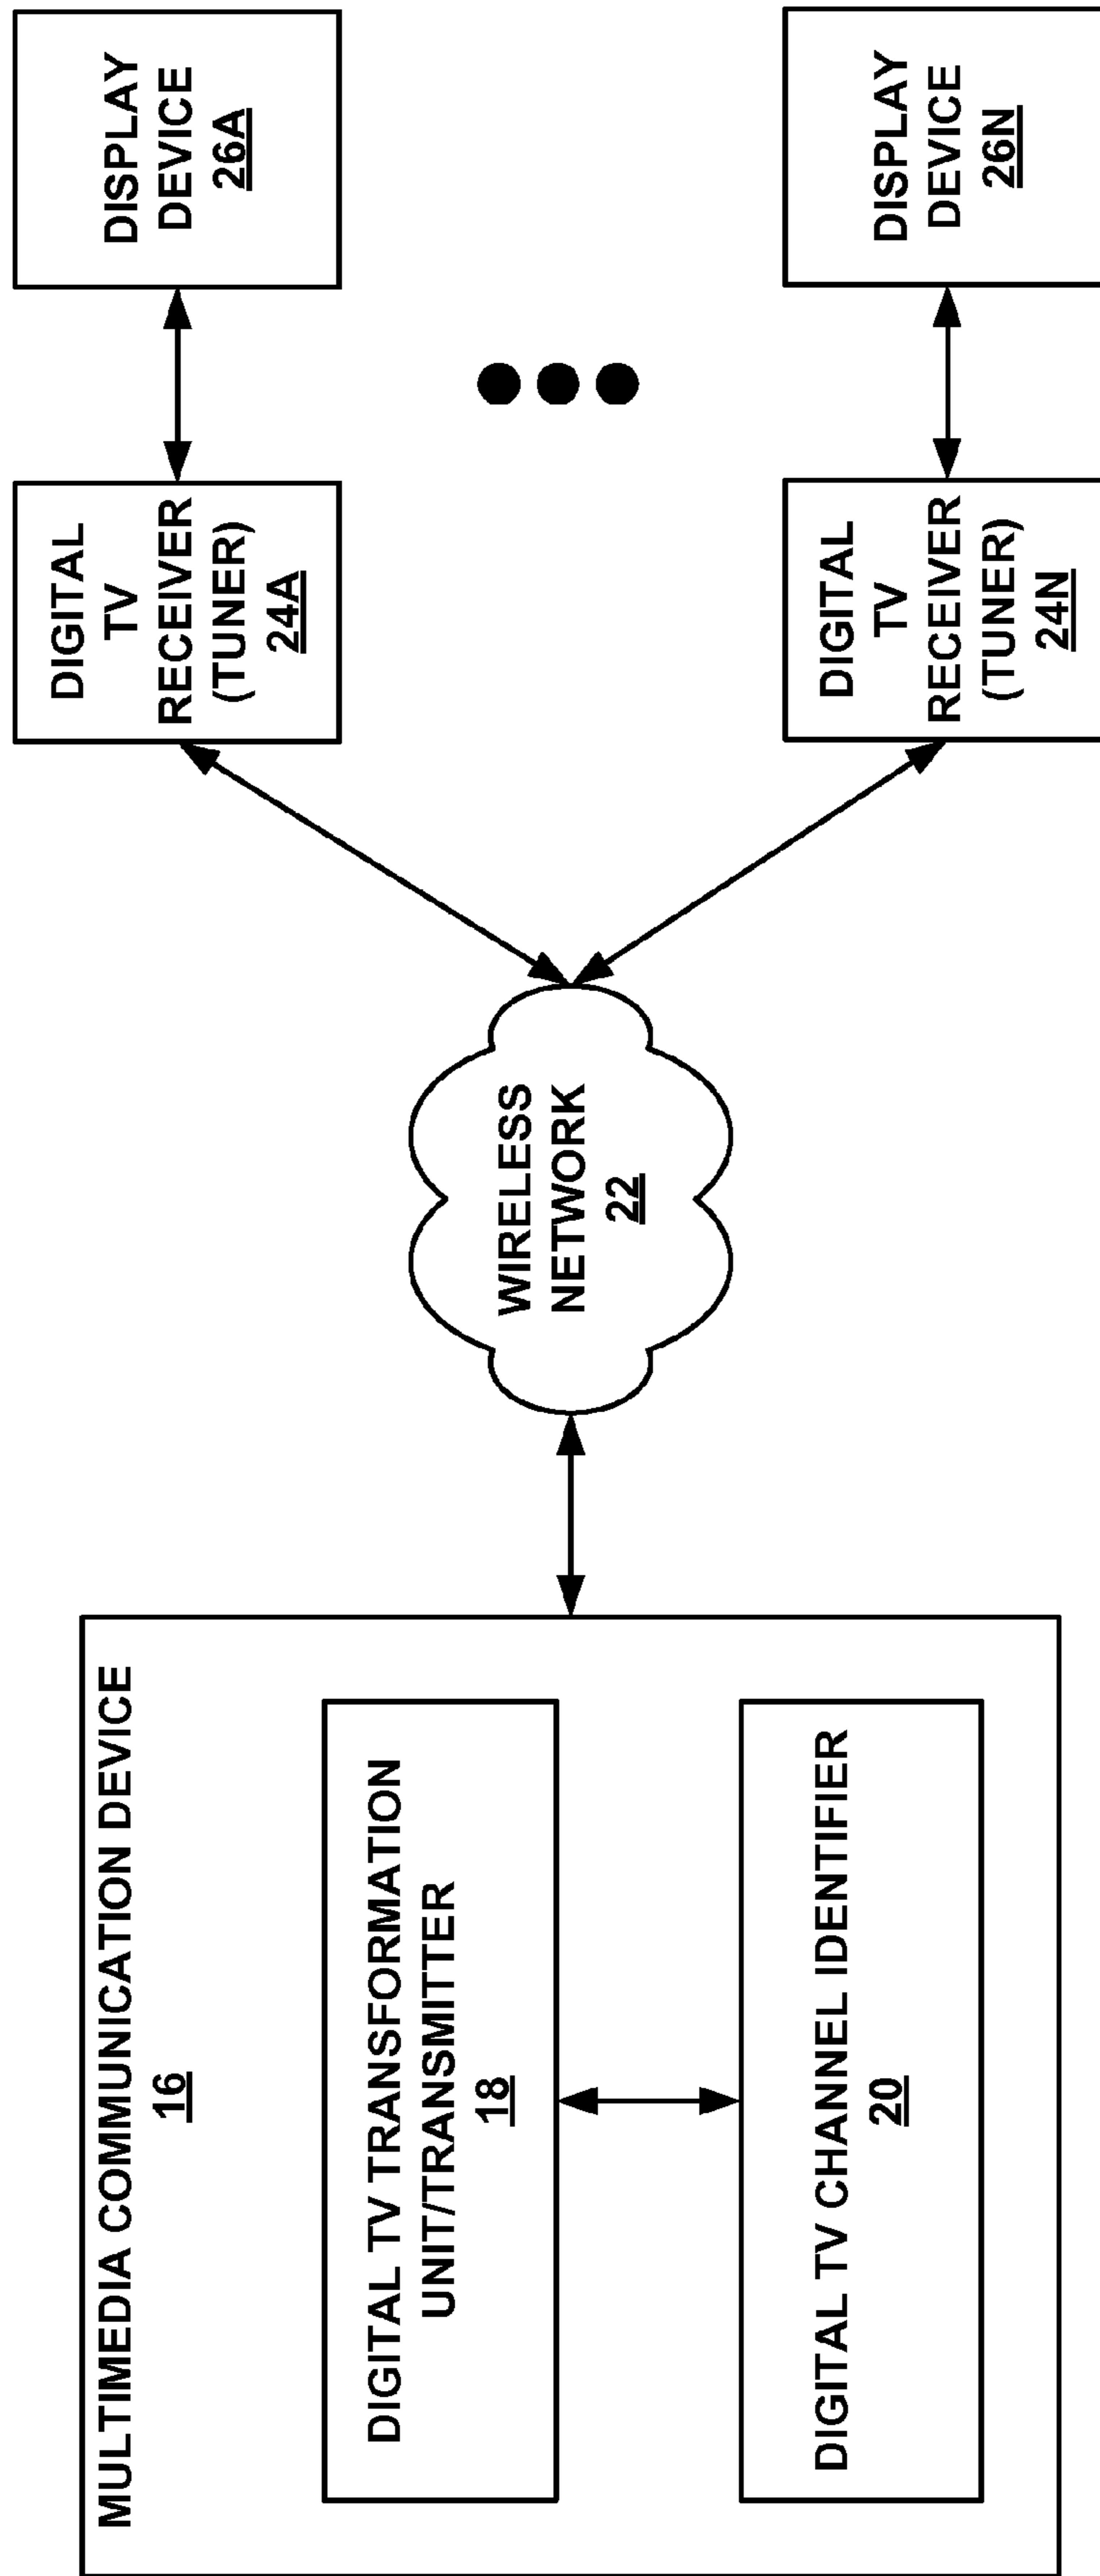 MULTIMEDIA COMMUNICATION DEVICE
16
DIGITAL TV TRANSFORMATION
UNIT/TRANSMITTER
18
DIGITAL TV CHANNEL IDENTIFIER
20
WIRELESS
NETWORK
22
DIGITAL
TV
RECEIVER
(TUNER)
24A
DISPLAY
DEVICE
26A
DIGITAL
TV
RECEIVER
(TUNER)
24N
DISPLAY
DEVICE
26N